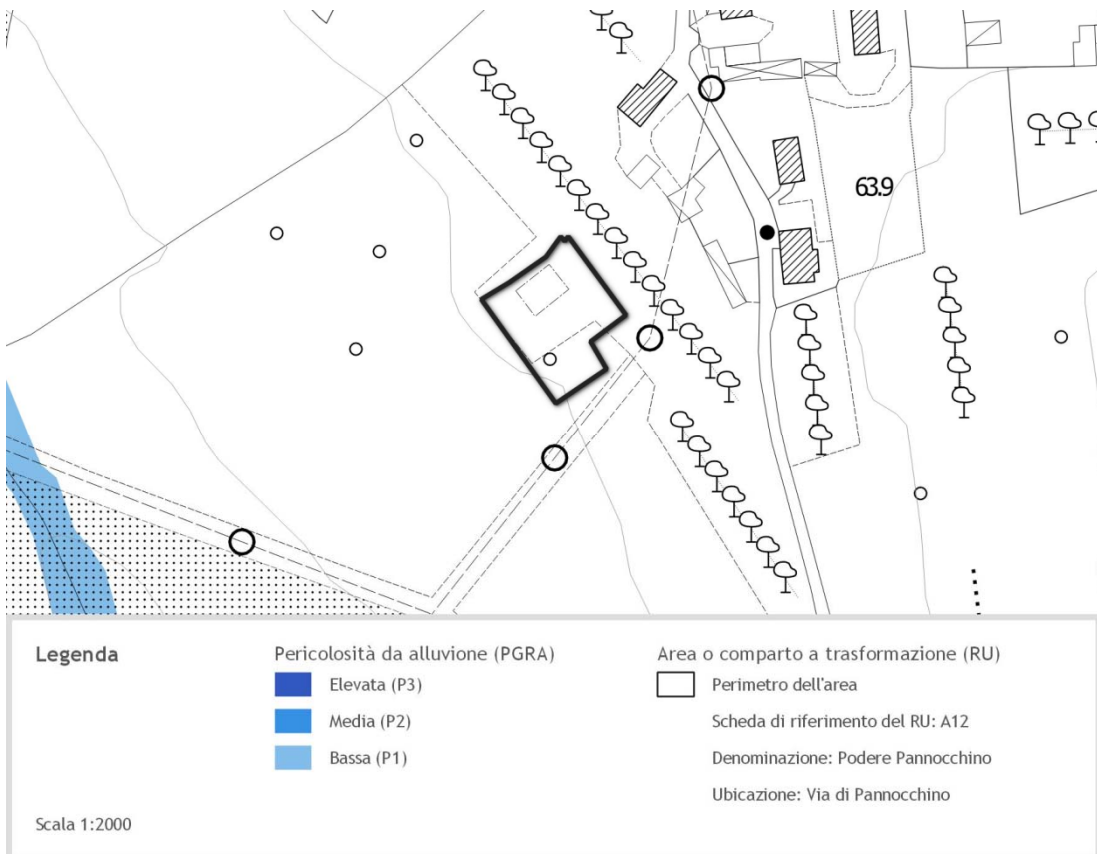 63.9
Legenda
Pericolosità da alluvione (PGRA)
Elevata (P3)
Media (P2)
Bassa (P1)
Area o comparto a trasformazione (RU)
Perimetro dell'area
Scheda di riferimento del RU: A12
Denominazione: Podere Pannocchino
Ubicazione: Via di Pannocchino
Scala 1:2000